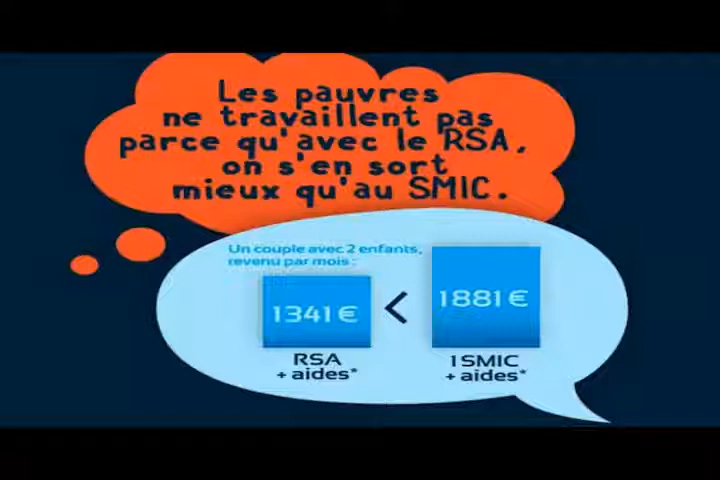 Les pauvres
ne travaillent pas
parce qu'avec le RSA,
on s'en sort
mieux qu'au SMIC.
Un couple avec 2 enfants,
revenu par mois :
1341 € < 1881 €
RSA
+ aides*
1 SMIC
+ aides*